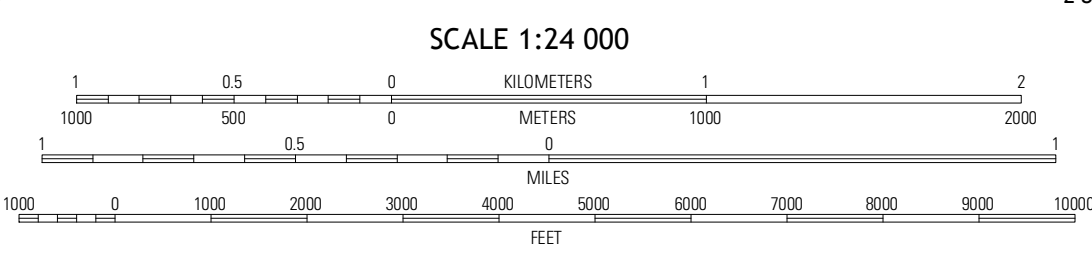 SCALE 1:24 000
1 0.5 0 KILOMETERS 1 2
1000 500 0 METERS 1000 2000
1 0.5 0 1
MILES
1000 0 1000 2000 3000 4000 5000 6000 7000 8000 9000 10000
FEET